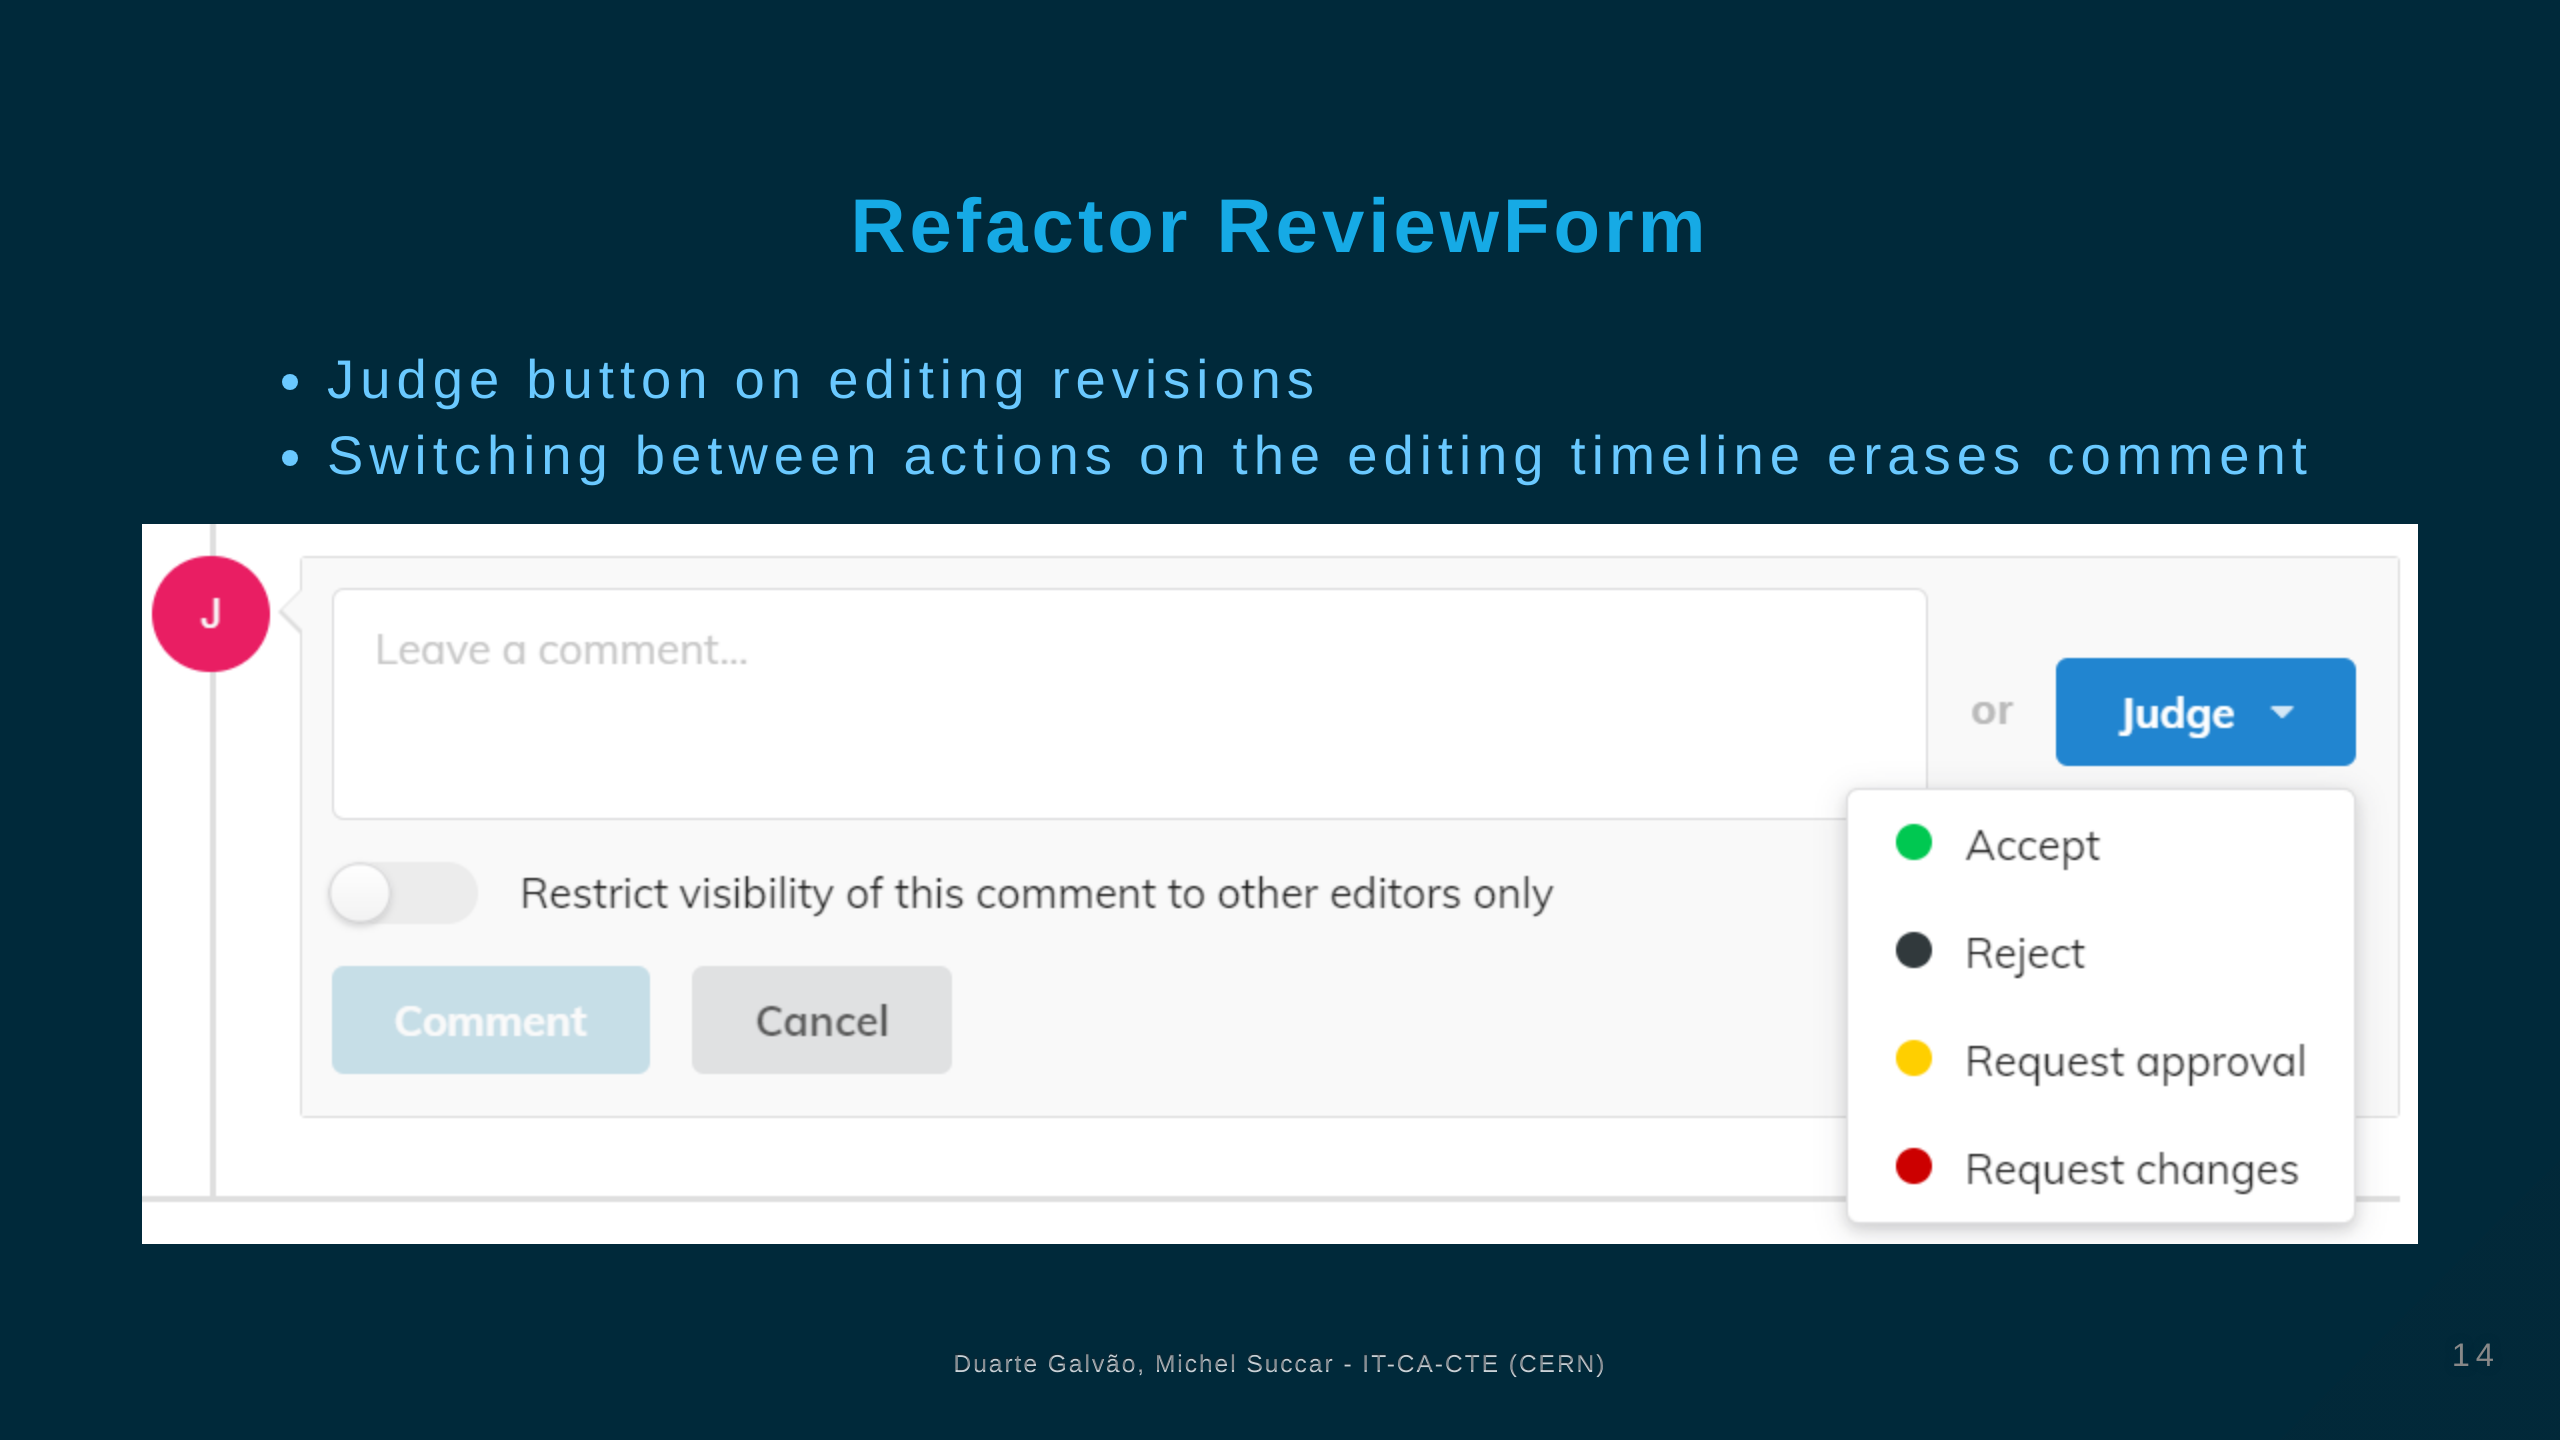 Refactor ReviewForm
• Judge button on editing revisions
• Switching between actions on the editing timeline erases comment
J
Leave a comment...
or
Judge
Accept
Restrict visibility of this comment to other editors only
Reject
Comment
Cancel
Request approval
Request changes
Duarte Galvão, Michel Succar - IT-CA-CTE (CERN)
14